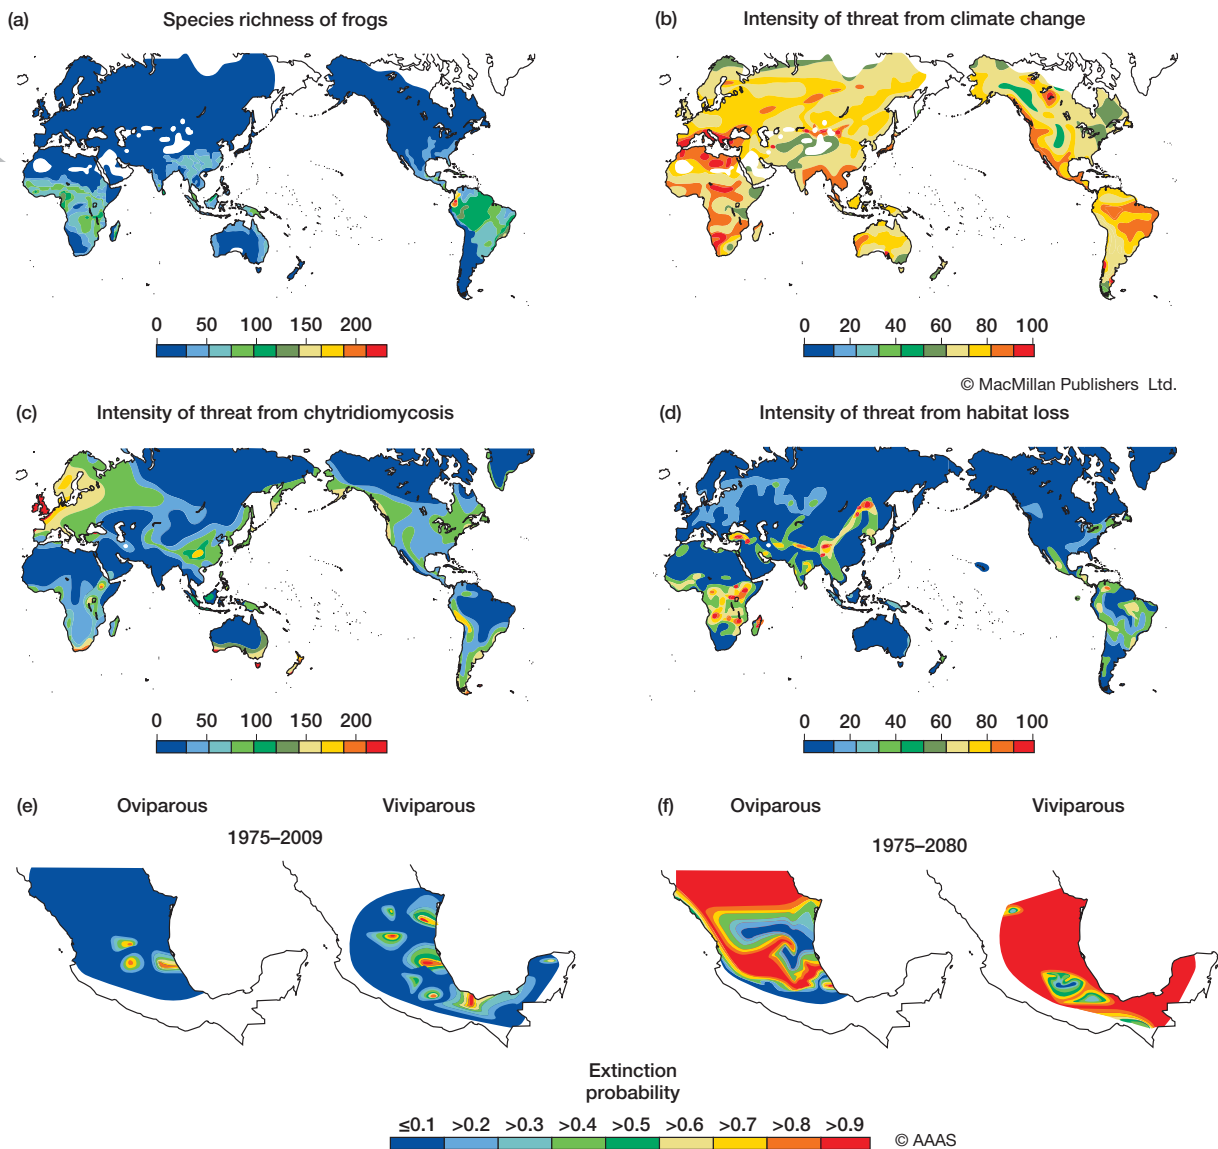 (a) Species richness of frogs
(b) Intensity of threat from climate change
0 50 100 150 200
0 20 40 60 80 100
© MacMillan Publishers Ltd.
(c) Intensity of threat from chytridiomycosis
(d) Intensity of threat from habitat loss
0 50 100 150 200
0 20 40 60 80 100
(e) Oviparous Viviparous
1975–2009
(f) Oviparous Viviparous
1975–2080
Extinction
probability
≤0.1 >0.2 >0.3 >0.4 >0.5 >0.6 >0.7 >0.8 >0.9
© AAAS